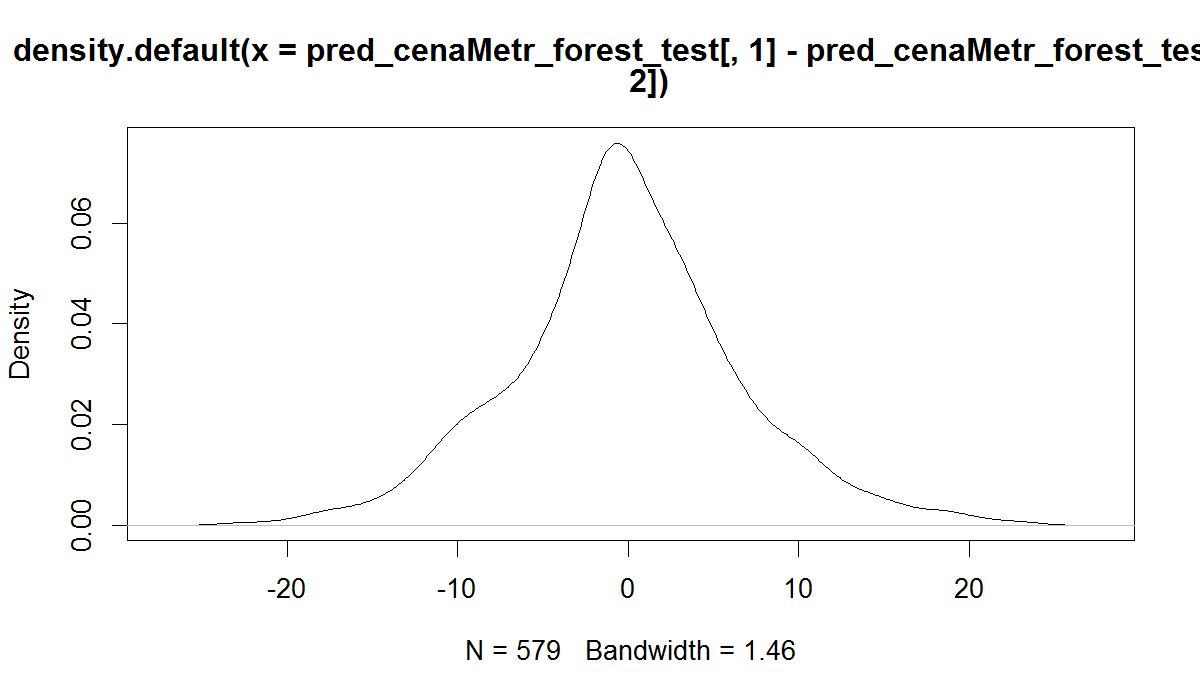 density.default(x = pred_cenaMetr_forest_test[, 1] - pred_cenaMetr_forest_tes
2])
Density
0.06
0.04
0.02
0.00
-20 -10 0 10 20
N = 579 Bandwidth = 1.46